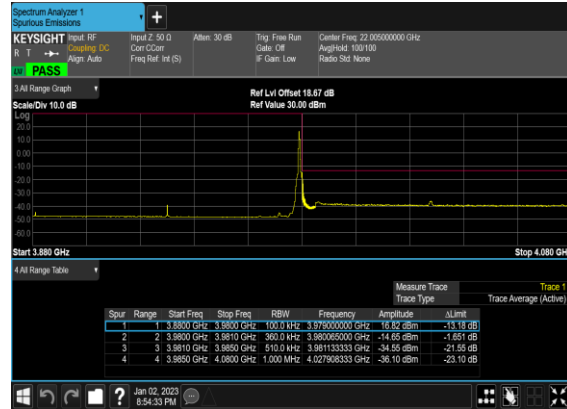 Spectrum Analyzer 1
Spurious Emissions
KEYSIGHT
R T
LXI PASS
Input: RF
Coupling: DC
Align: Auto
Input Z: 50 Ω
Corr CCorr
Freq Ref: Int (S)
Atten: 30 dB
Trig: Free Run
Gate: Off
IF Gain: Low
Center Freq: 22.005000000 GHz
Avg|Hold: 100/100
Radio Std: None
3 All Range Graph
Scale/Div 10.0 dB
Ref Lvl Offset 18.67 dB
Ref Value 30.00 dBm
Log
20.0
10.0
0.00
-10.0
-20.0
-30.0
-40.0
-50.0
-60.0
Start 3.880 GHz
Stop 4.080 GH
4 All Range Table
Measure Trace Trace 1
Trace Type Trace Average (Active)
Spur Range Start Freq Stop Freq RBW Frequency Amplitude ΔLimit
1 1 3.8800 GHz 3.9800 GHz 100.0 kHz 3.979000000 GHz 16.82 dBm -13.18 dB
2 2 3.9800 GHz 3.9810 GHz 360.0 kHz 3.980065000 GHz -14.65 dBm -1.651 dB
3 3 3.9810 GHz 3.9850 GHz 510.0 kHz 3.981133333 GHz -34.55 dBm -21.55 dB
4 4 3.9850 GHz 4.0800 GHz 1.000 MHz 4.027908333 GHz -36.10 dBm -23.10 dB
?
Jan 02, 2023
8:54:33 PM